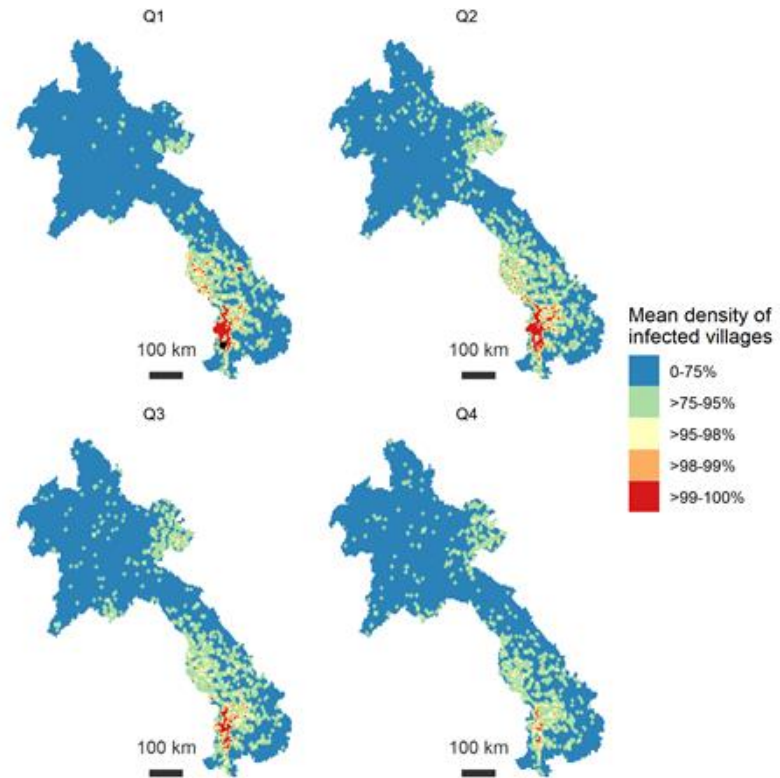 Q1
Q2
100 km
100 km
Mean density of
infected villages
0-75%
>75-95%
>95-98%
>98-99%
>99-100%
Q3
Q4
100 km
100 km